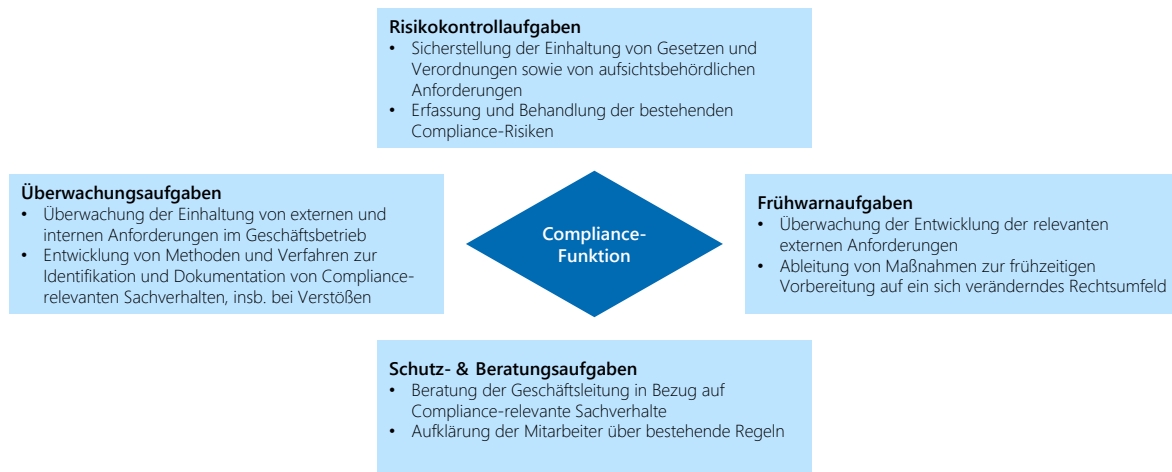 Risikokontrollaufgaben
• Sicherstellung der Einhaltung von Gesetzen und
Verordnungen sowie von aufsichtsbehördlichen
Anforderungen
• Erfassung und Behandlung der bestehenden
Compliance-Risiken
Überwachungsaufgaben
• Überwachung der Einhaltung von externen und
internen Anforderungen im Geschäftsbetrieb
• Entwicklung von Methoden und Verfahren zur
Identifikation und Dokumentation von Compliance-
relevanten Sachverhalten, insb. bei Verstößen
Compliance-
Funktion
Frühwarnaufgaben
• Überwachung der Entwicklung der relevanten
externen Anforderungen
• Ableitung von Maßnahmen zur frühzeitigen
Vorbereitung auf ein sich veränderndes Rechtsumfeld
Schutz- & Beratungsaufgaben
• Beratung der Geschäftsleitung in Bezug auf
Compliance-relevante Sachverhalte
• Aufklärung der Mitarbeiter über bestehende Regeln